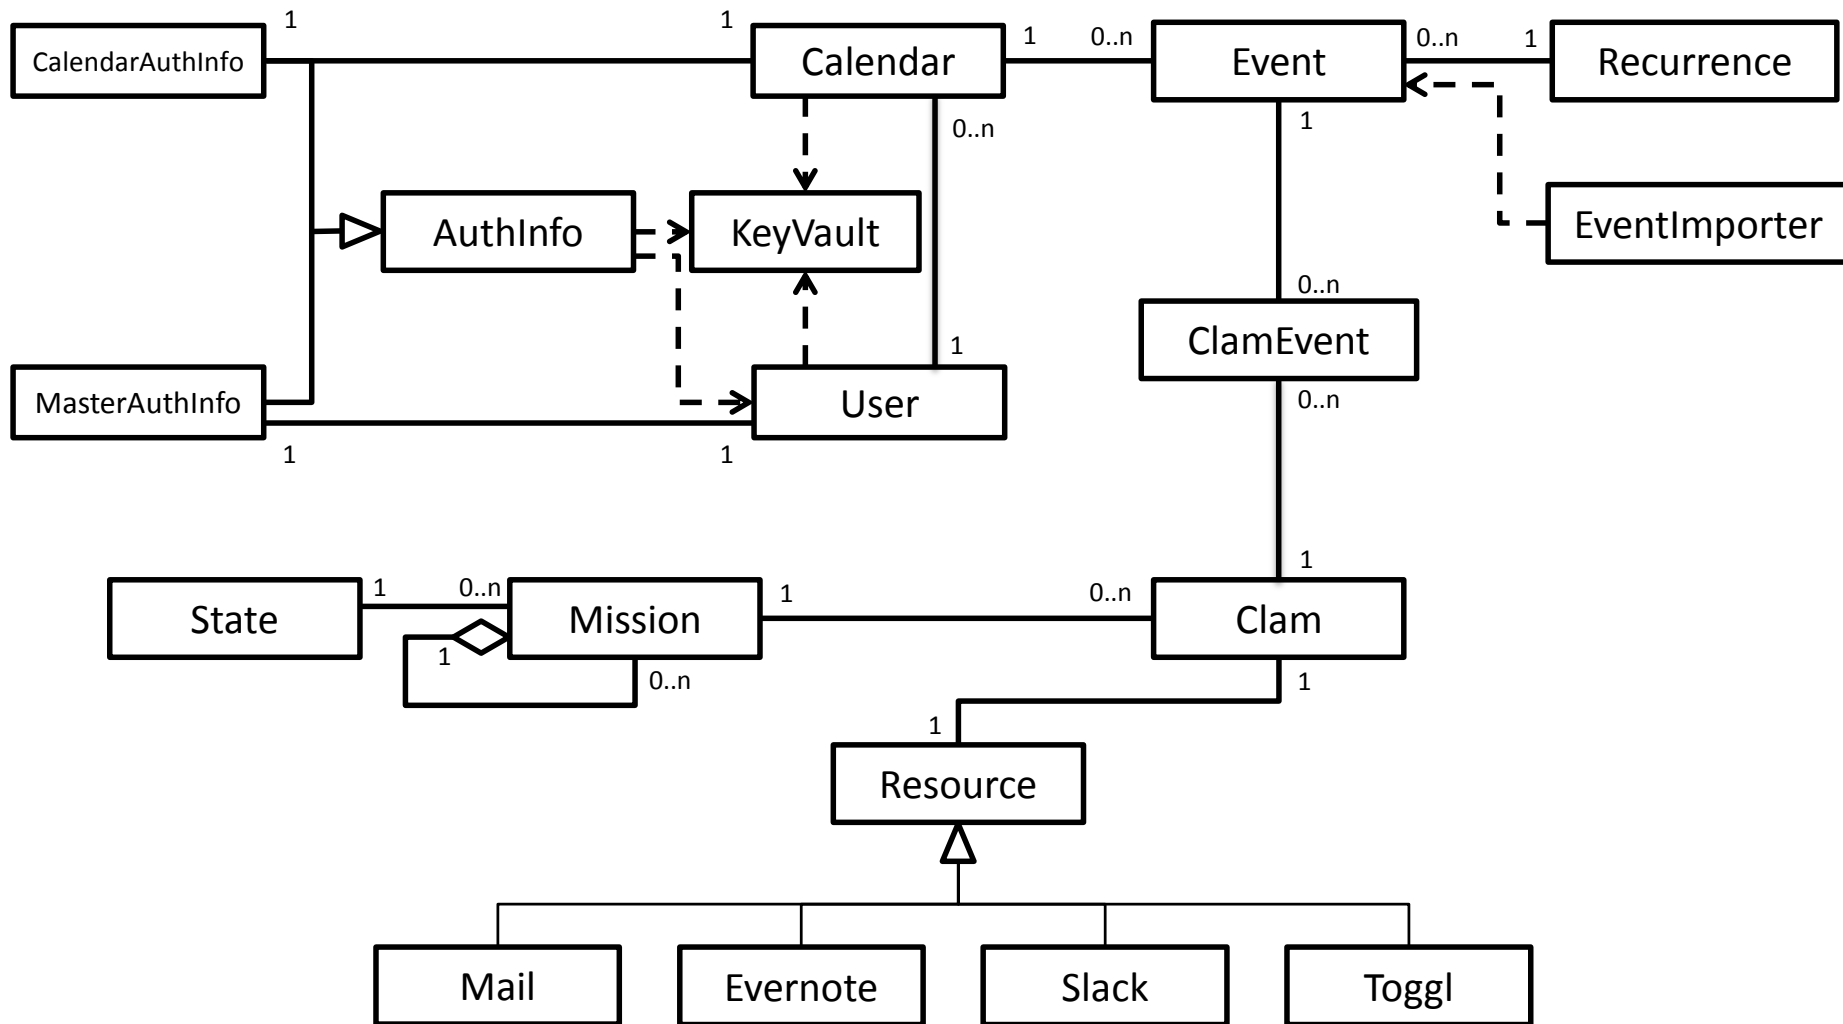 1
1
CalendarAuthInfo
Calendar
1
0..n
Event
0..n
1
Recurrence
0..n
1
AuthInfo
KeyVault
EventImporter
0..n
ClamEvent
0..n
1
MasterAuthInfo
User
1
1
1
State
1
0..n
Mission
1
0..n
Clam
1
0..n
1
1
Resource
Mail
Evernote
Slack
Toggl